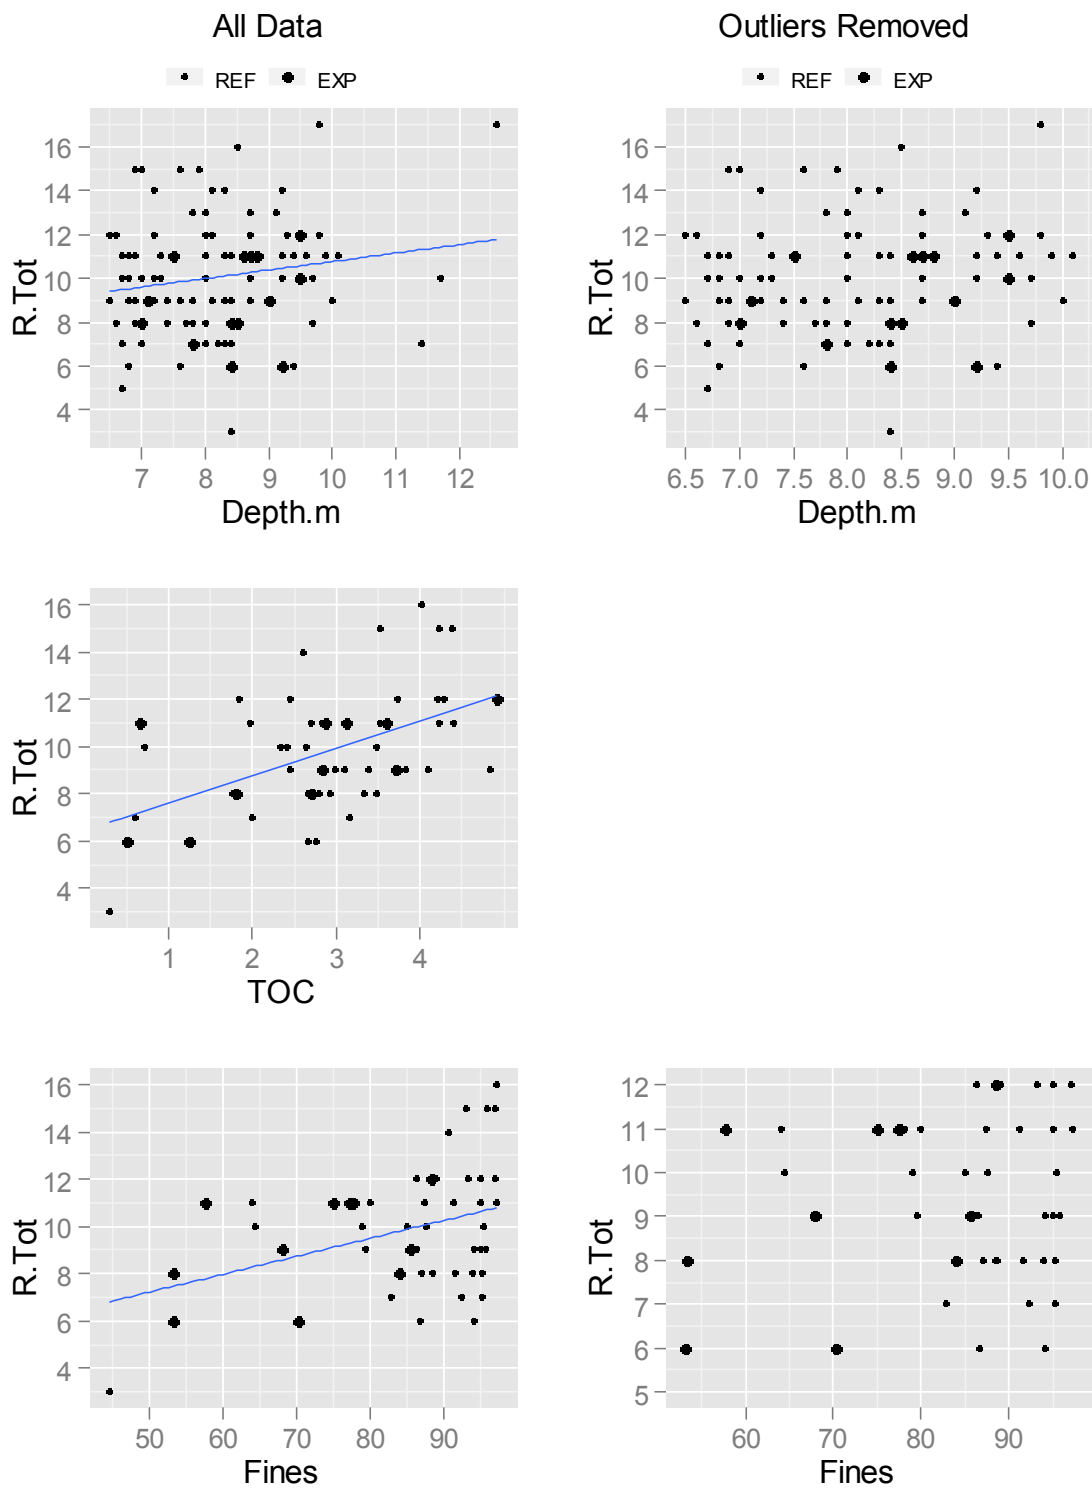 All Data
Outliers Removed
REF EXP
REF EXP
R.Tot
16
14
12
10
8
6
4
7 8 9 10 11 12
Depth.m
R.Tot
16
14
12
10
8
6
4
6.5 7.0 7.5 8.0 8.5 9.0 9.5 10.0
Depth.m
R.Tot
16
14
12
10
8
6
4
1 2 3 4
TOC
R.Tot
16
14
12
10
8
6
4
50 60 70 80 90
Fines
R.Tot
12
11
10
9
8
7
6
5
60 70 80 90
Fines